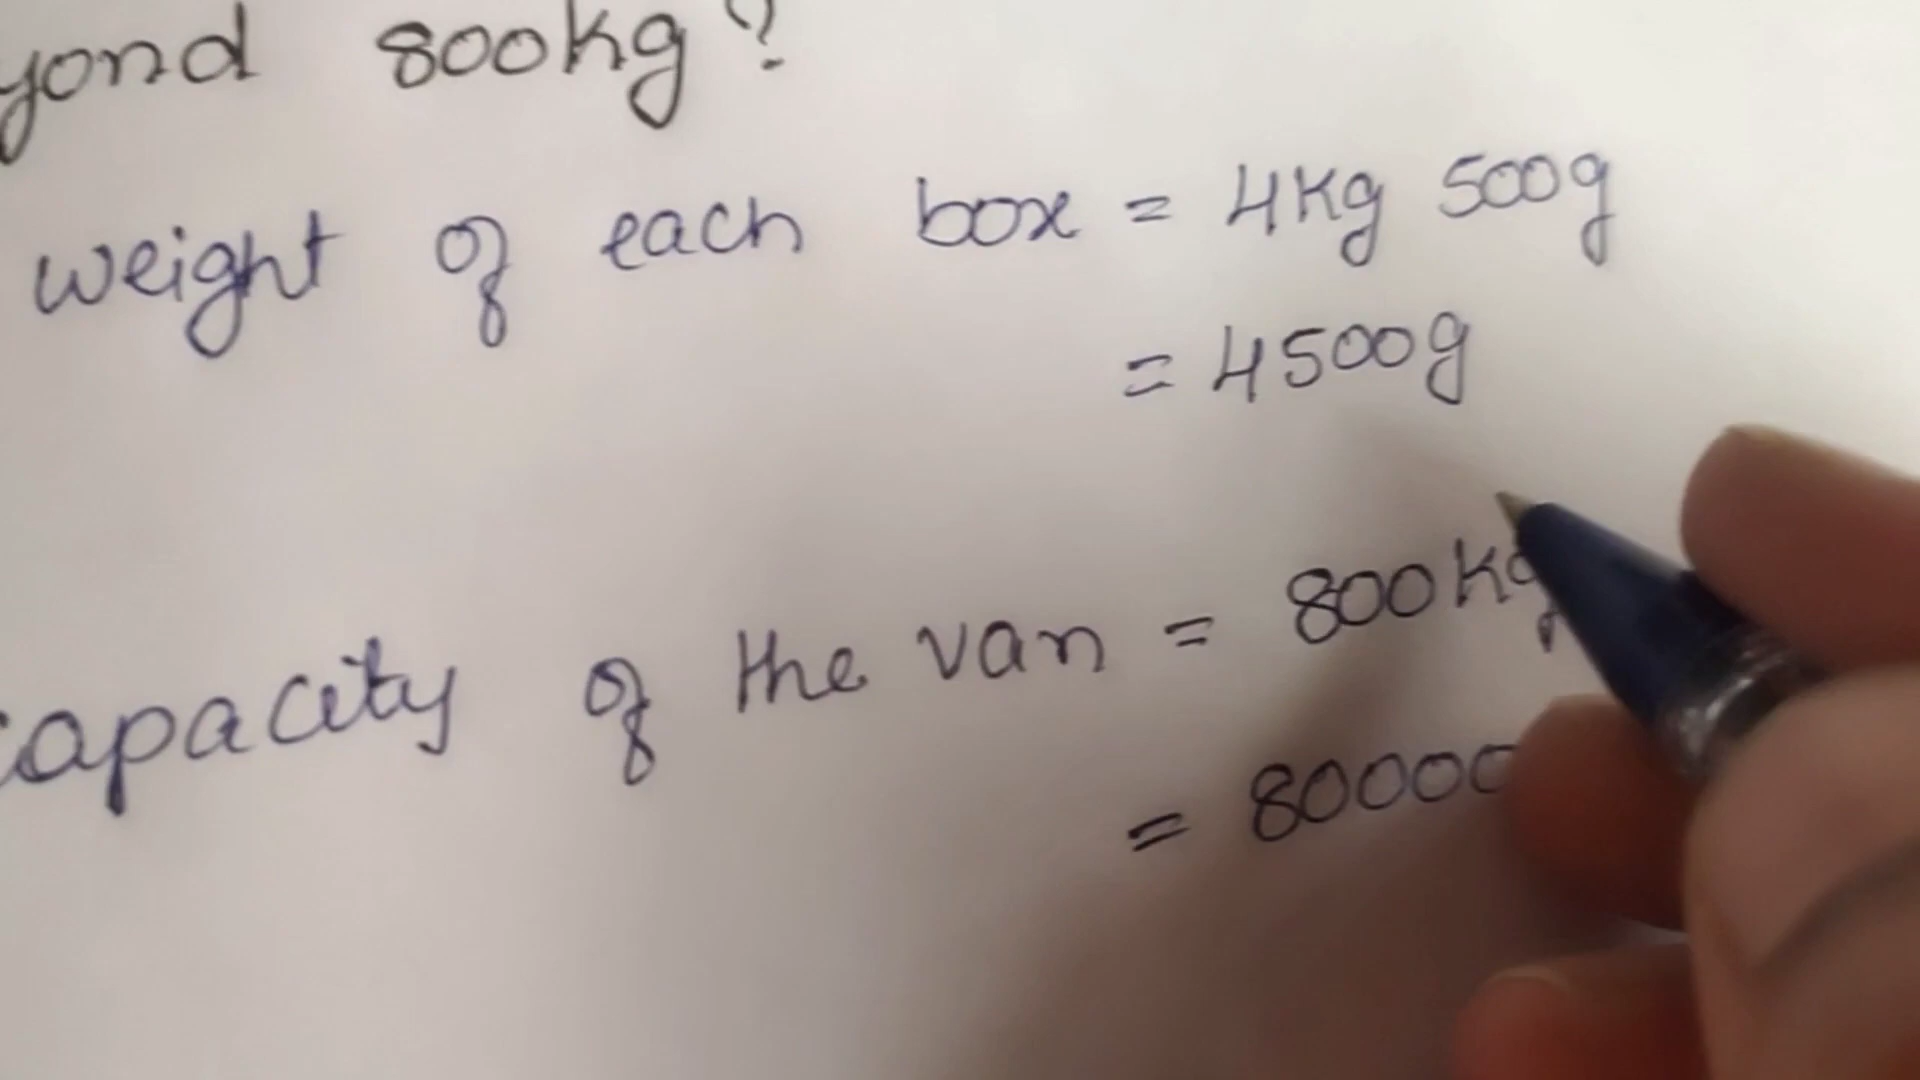 yond 800kg?
weight of each box = 4kg 500g
= 4500g
capacity of the van = 800kg
= 80000